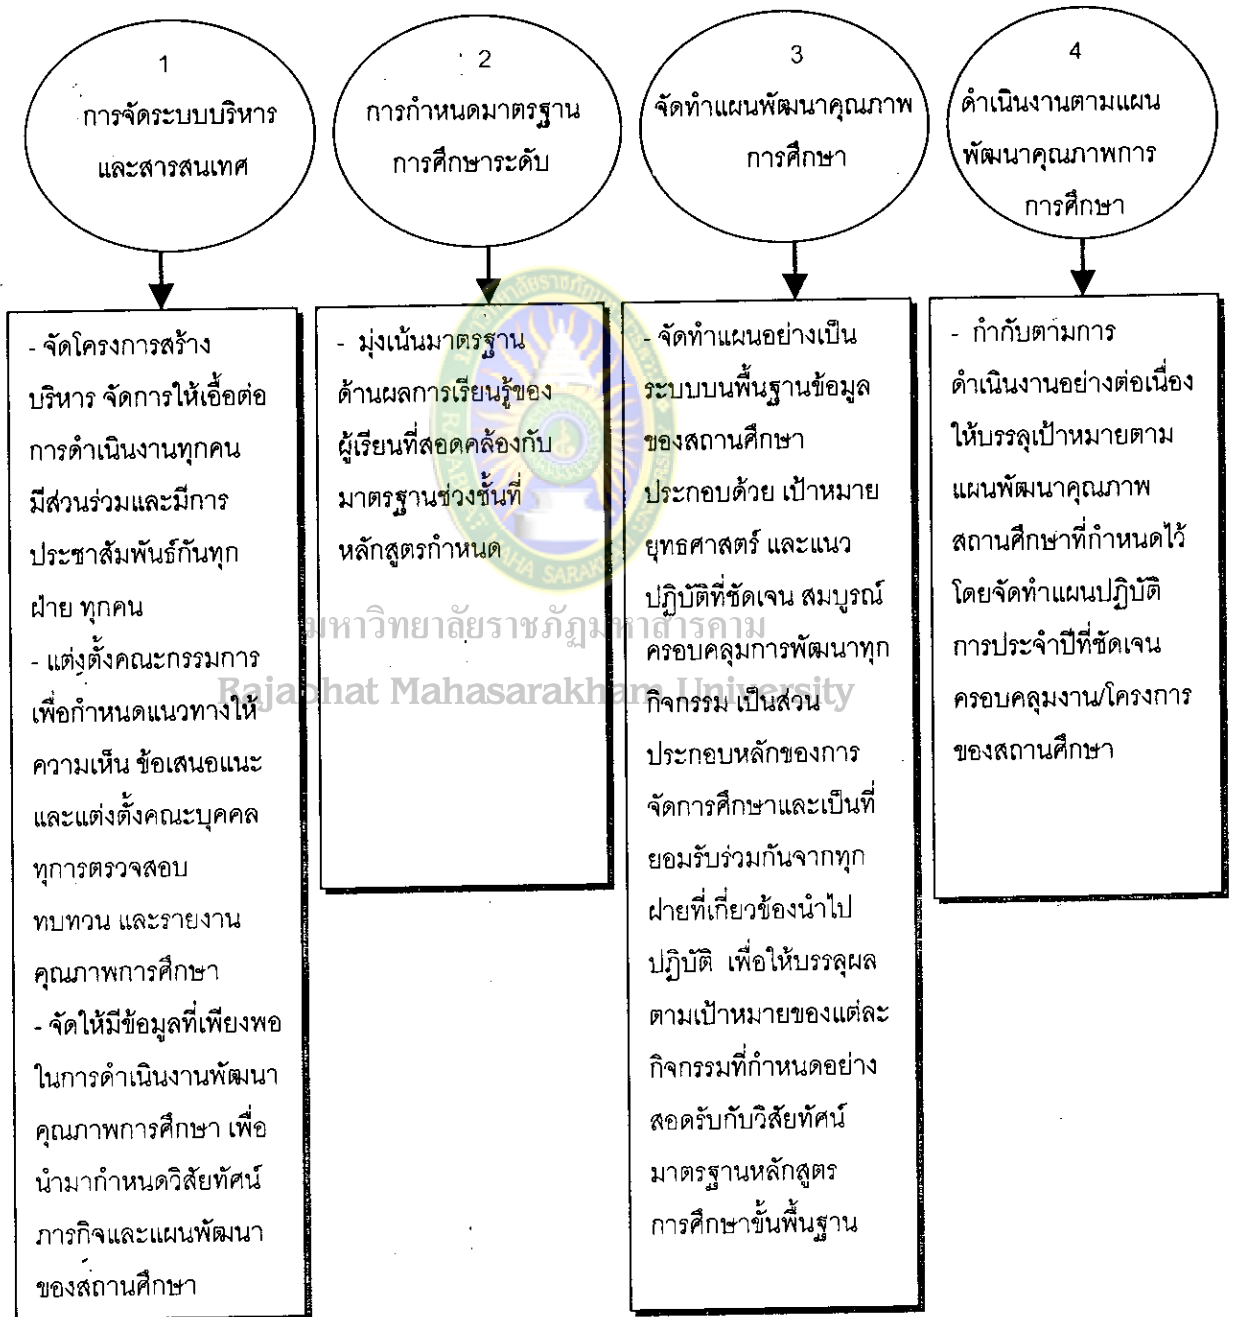 1
การจัดระบบบริหาร
และสารสนเทศ
2
การกำหนดมาตรฐาน
การศึกษาระดับ
3
จัดทำแผนพัฒนาคุณภาพ
การศึกษา
4
ดำเนินงานตามแผน
พัฒนาคุณภาพการ
การศึกษา
- จัดโครงการสร้าง
บริหาร จัดการให้เอื้อต่อ
การดำเนินงานทุกคน
มีส่วนร่วมและมีการ
ประชาสัมพันธ์กันทุก
ฝ่าย ทุกคน
- แต่งตั้งคณะกรรมการ
เพื่อกำหนดแนวทางให้
ความเห็น ข้อเสนอแนะ
และแต่งตั้งคณะบุคคล
ทุการตรวจสอบ
ทบทวน และรายงาน
คุณภาพการศึกษา
- จัดให้มีข้อมูลที่เพียงพอ
ในการดำเนินงานพัฒนา
คุณภาพการศึกษา เพื่อ
นำมากำหนดวิสัยทัศน์
ภารกิจและแผนพัฒนา
ของสถานศึกษา
- มุ่งเน้นมาตรฐาน
ด้านผลการเรียนรู้ของ
ผู้เรียนที่สอดคล้องกับ
มาตรฐานช่วงชั้นที่
หลักสูตรกำหนด
- จัดทำแผนอย่างเป็น
ระบบบนพื้นฐานข้อมูล
ของสถานศึกษา
ประกอบด้วย เป้าหมาย
ยุทธศาสตร์ และแนว
ปฏิบัติที่ชัดเจน สมบูรณ์
ครอบคลุมการพัฒนาทุก
กิจกรรม เป็นส่วน
ประกอบหลักของการ
จัดการศึกษาและเป็นที่
ยอมรับร่วมกันจากทุก
ฝ่ายที่เกี่ยวข้องนำไป
ปฏิบัติ เพื่อให้บรรลุผล
ตามเป้าหมายของแต่ละ
กิจกรรมที่กำหนดอย่าง
สอดรับกับวิสัยทัศน์
มาตรฐานหลักสูตร
การศึกษาขั้นพื้นฐาน
- กำกับตามการ
ดำเนินงานอย่างต่อเนื่อง
ให้บรรลุเป้าหมายตาม
แผนพัฒนาคุณภาพ
สถานศึกษาที่กำหนดไว้
โดยจัดทำแผนปฏิบัติ
การประจำปีที่ชัดเจน
ครอบคลุมงาน/โครงการ
ของสถานศึกษา
มหาวิทยาลัยราชภัฏมหาสารคาม
Rajabhat Mahasarakham University